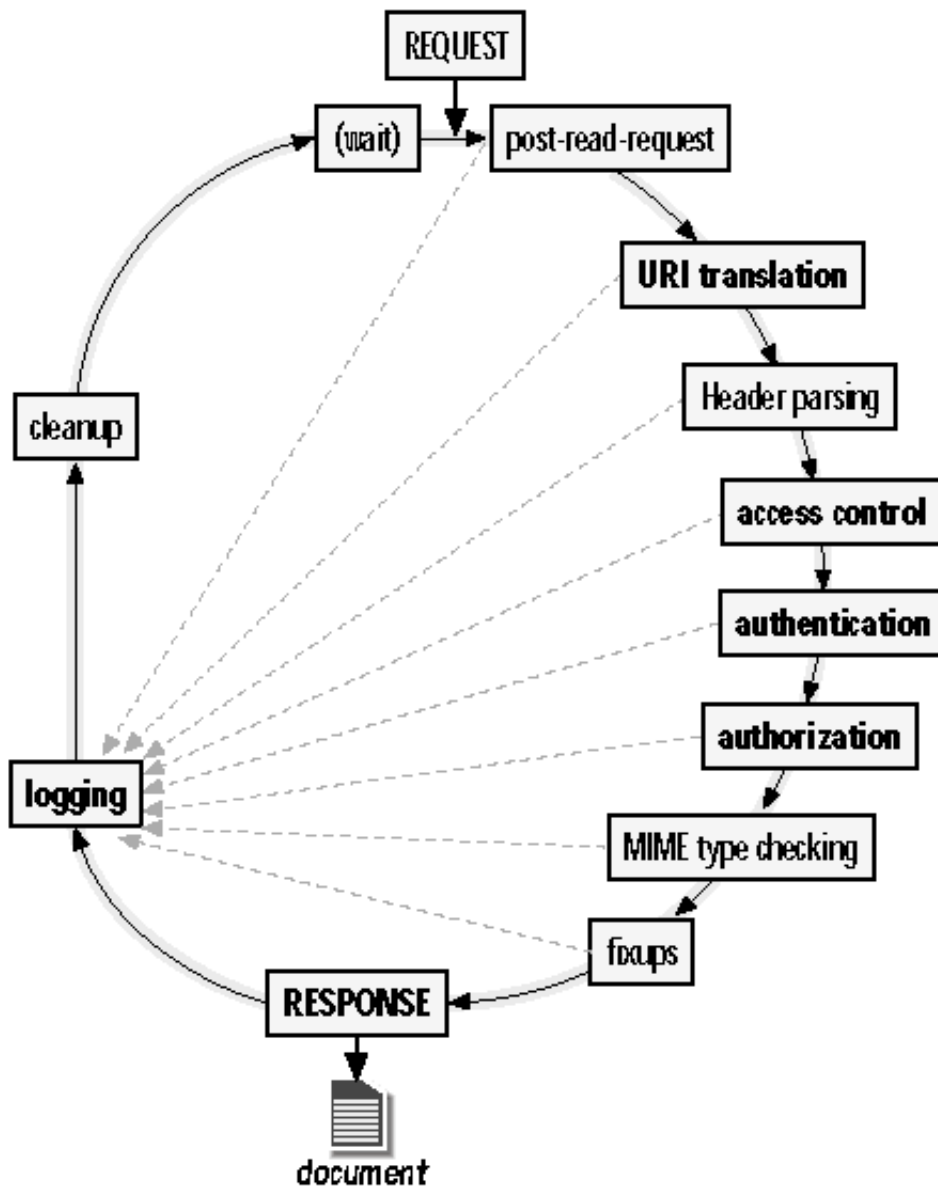 REQUEST
(wait)
post-read-request
URI translation
Header parsing
cleanup
access control
authentication
authorization
logging
MIME type checking
fixups
RESPONSE
document